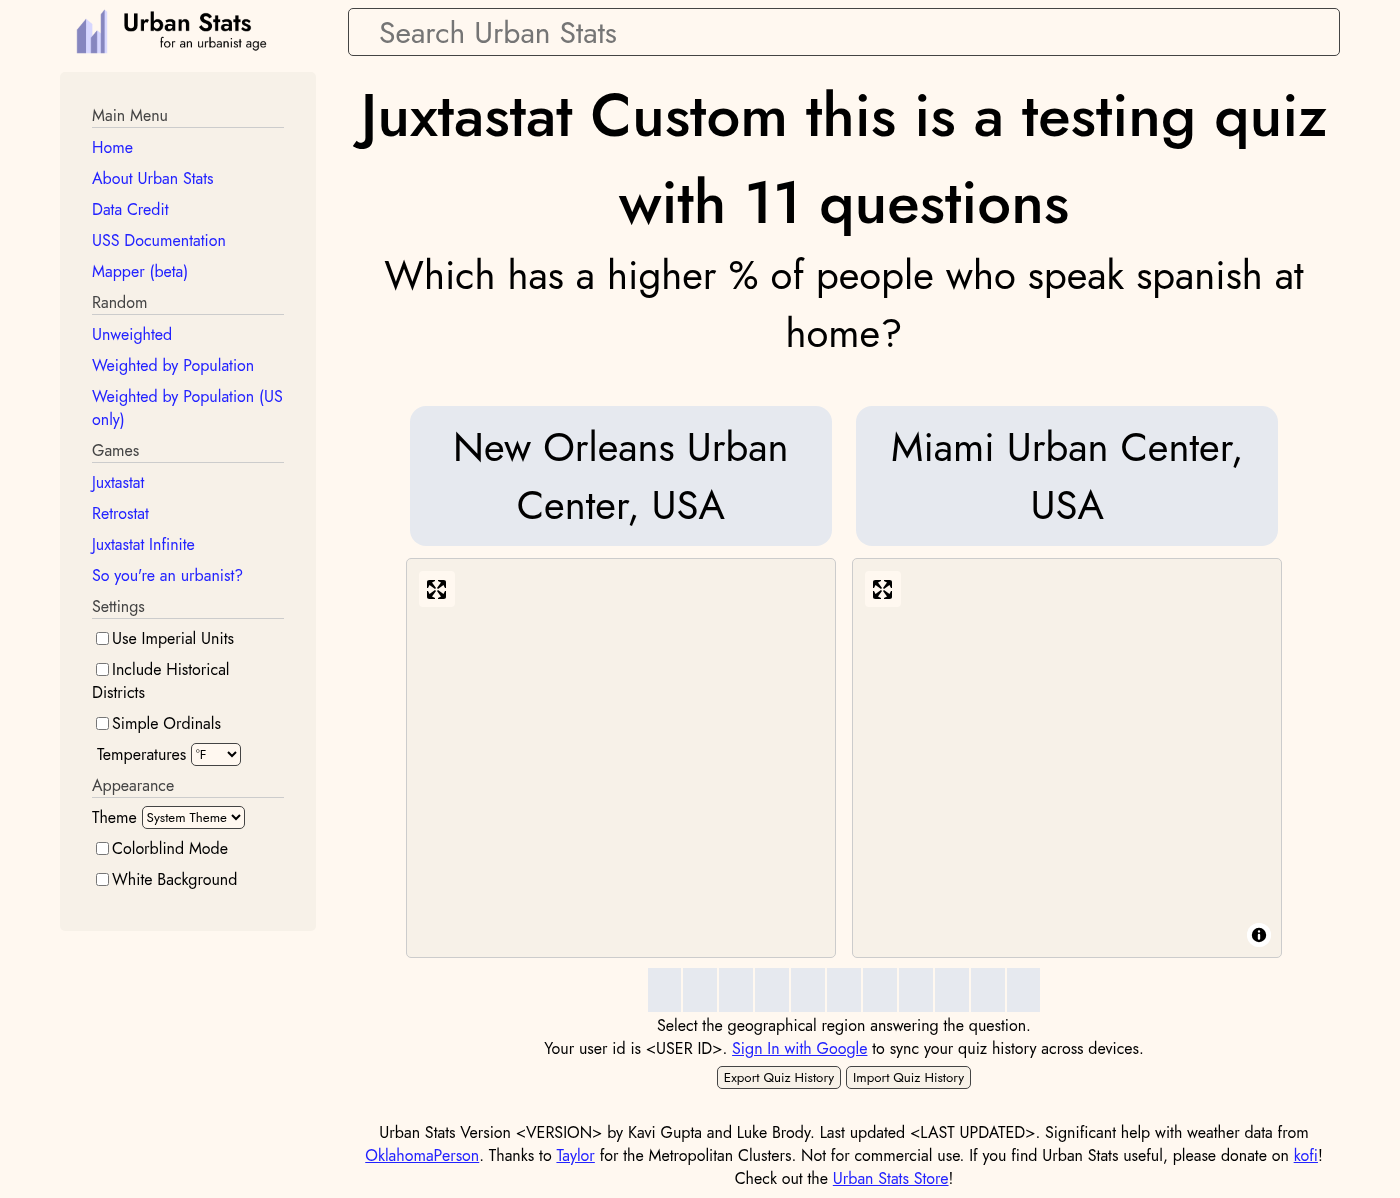 Urban Stats
for an urbanist age
Search Urban Stats
Main Menu
Home
About Urban Stats
Data Credit
USS Documentation
Mapper (beta)
Random
Unweighted
Weighted by Population
Weighted by Population (US
only)
Games
Juxtastat
Retrostat
Juxtastat Infinite
So you're an urbanist?
Settings
Use Imperial Units
Include Historical
Districts
Simple Ordinals
Temperatures °F
Appearance
Theme System Theme
Colorblind Mode
White Background
Juxtastat Custom this is a testing quiz
with 11 questions
Which has a higher % of people who speak spanish at
home?
New Orleans Urban
Center, USA
Miami Urban Center,
USA
Select the geographical region answering the question.
Your user id is <USER ID>. Sign In with Google to sync your quiz history across devices.
Export Quiz History Import Quiz History
Urban Stats Version <VERSION> by Kavi Gupta and Luke Brody. Last updated <LAST UPDATED>. Significant help with weather data from
OklahomaPerson. Thanks to Taylor for the Metropolitan Clusters. Not for commercial use. If you find Urban Stats useful, please donate on kofi!
Check out the Urban Stats Store!